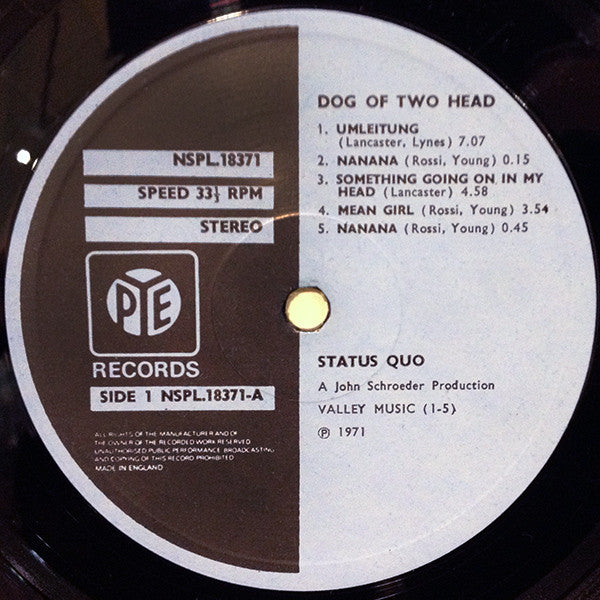 NSPL.18371
SPEED 33⅓ RPM
STEREO
PYE
RECORDS
SIDE 1 NSPL.18371-A
ALL RIGHTS OF THE MANUFACTURER AND OF
THE OWNER OF THE RECORDED WORK RESERVED
UNAUTHORISED PUBLIC PERFORMANCE BROADCASTING
AND COPYING OF THIS RECORD PROHIBITED
MADE IN ENGLAND
DOG OF TWO HEAD
1. UMLEITUNG
(Lancaster, Lynes) 7.07
2. NANANA (Rossi, Young) 0.15
3. SOMETHING GOING ON IN MY
HEAD (Lancaster) 4.58
4. MEAN GIRL (Rossi, Young) 3.54
5. NANANA (Rossi, Young) 0.45
STATUS QUO
A John Schroeder Production
VALLEY MUSIC (1-5)
℗ 1971